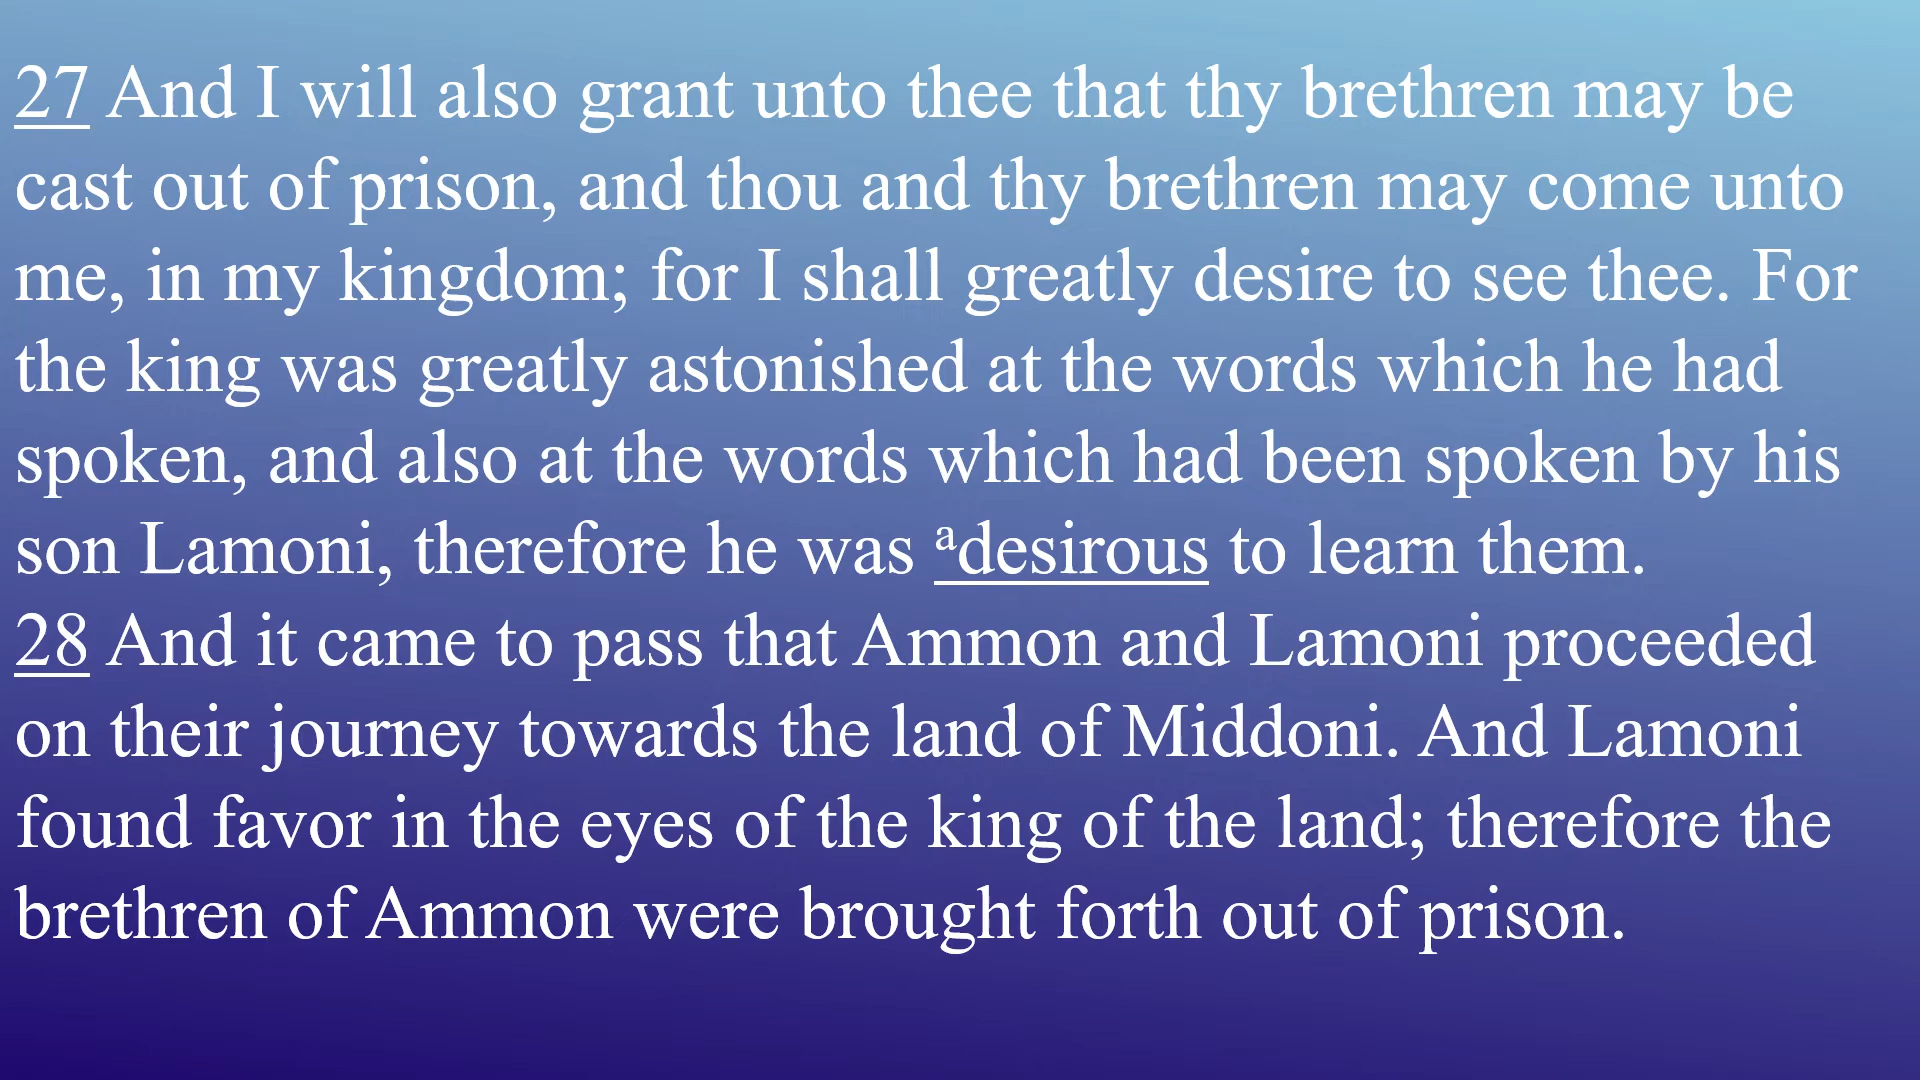 27 And I will also grant unto thee that thy brethren may be
cast out of prison, and thou and thy brethren may come unto
me, in my kingdom; for I shall greatly desire to see thee. For
the king was greatly astonished at the words which he had
spoken, and also at the words which had been spoken by his
son Lamoni, therefore he was ᵃdesirous to learn them.
28 And it came to pass that Ammon and Lamoni proceeded
on their journey towards the land of Middoni. And Lamoni
found favor in the eyes of the king of the land; therefore the
brethren of Ammon were brought forth out of prison.